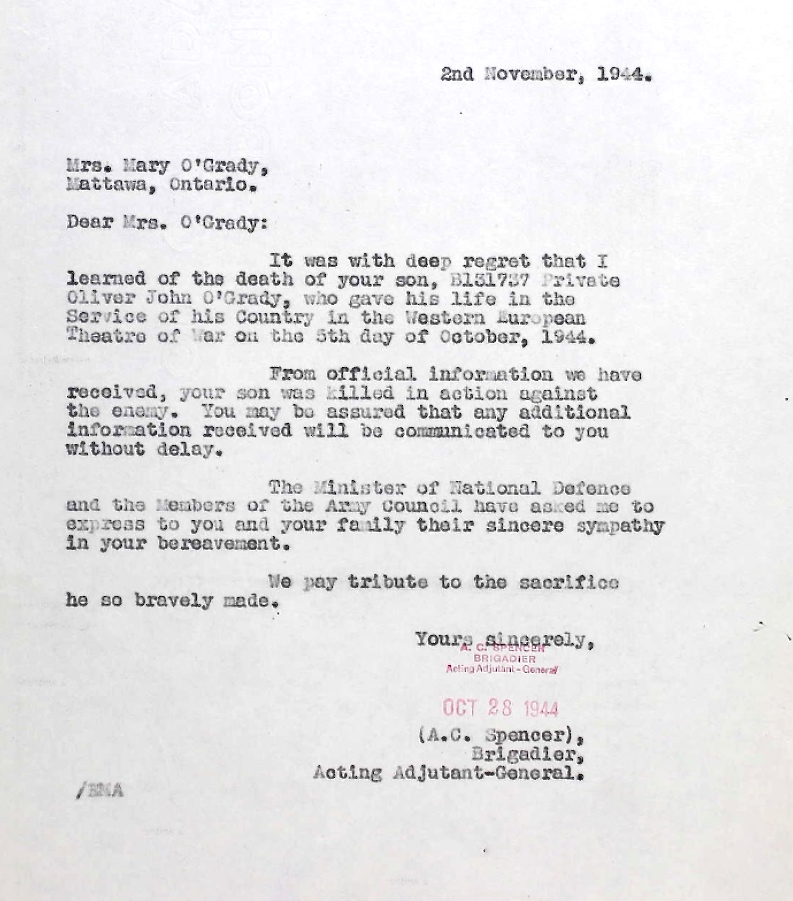 2nd November, 1944.
Mrs. Mary O'Grady,
Mattawa, Ontario.
Dear Mrs. O'Grady:
It was with deep regret that I
learned of the death of your son, B131737 Private
Oliver John O'Grady, who gave his life in the
Service of his Country in the Western European
Theatre of War on the 5th day of October, 1944.
From official information we have
received, your son was killed in action against
the enemy. You may be assured that any additional
information received will be communicated to you
without delay.
The Minister of National Defence
and the Members of the Army Council have asked me to
express to you and your family their sincere sympathy
in your bereavement.
We pay tribute to the sacrifice
he so bravely made.
Yours sincerely,
A. C. SPENCER
BRIGADIER
Acting Adjutant-General
OCT 28 1944
(A.C. Spencer),
Brigadier,
Acting Adjutant-General.